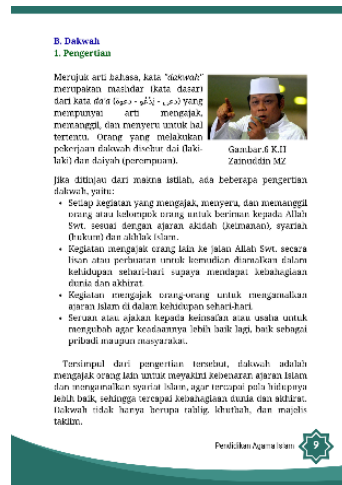 B. Dakwah
1. Pengertian
Merujuk arti bahasa, kata "dakwah"
merupakan mashdar (kata dasar)
dari kata da'a (دعى - يَدْعُو - دعوة) yang
mempunyai arti mengajak,
memanggil, dan menyeru untuk hal
tertentu. Orang yang melakukan
pekerjaan dakwah disebut dai (laki-
laki) dan daiyah (perempuan).
Gambar.6 K.H
Zainuddin MZ
Jika ditinjau dari makna istilah, ada beberapa pengertian
dakwah, yaitu:
• Setiap kegiatan yang mengajak, menyeru, dan memanggil
orang atau kelompok orang untuk beriman kepada Allah
Swt. sesuai dengan ajaran akidah (keimanan), syariah
(hukum) dan akhlak Islam.
• Kegiatan mengajak orang lain ke jalan Allah Swt. secara
lisan atau perbuatan untuk kemudian diamalkan dalam
kehidupan sehari-hari supaya mendapat kebahagiaan
dunia dan akhirat.
• Kegiatan mengajak orang-orang untuk mengamalkan
ajaran Islam di dalam kehidupan sehari-hari.
• Seruan atau ajakan kepada keinsafan atau usaha untuk
mengubah agar keadaannya lebih baik lagi, baik sebagai
pribadi maupun masyarakat.
Tersimpul dari pengertian tersebut, dakwah adalah
mengajak orang lain untuk meyakini kebenaran ajaran Islam
dan mengamalkan syariat Islam, agar tercapai pola hidupnya
lebih baik, sehingga tercapai kebahagiaan dunia dan akhirat.
Dakwah tidak hanya berupa tablig, khutbah, dan majelis
taklim.
Pendidikan Agama Islam 9